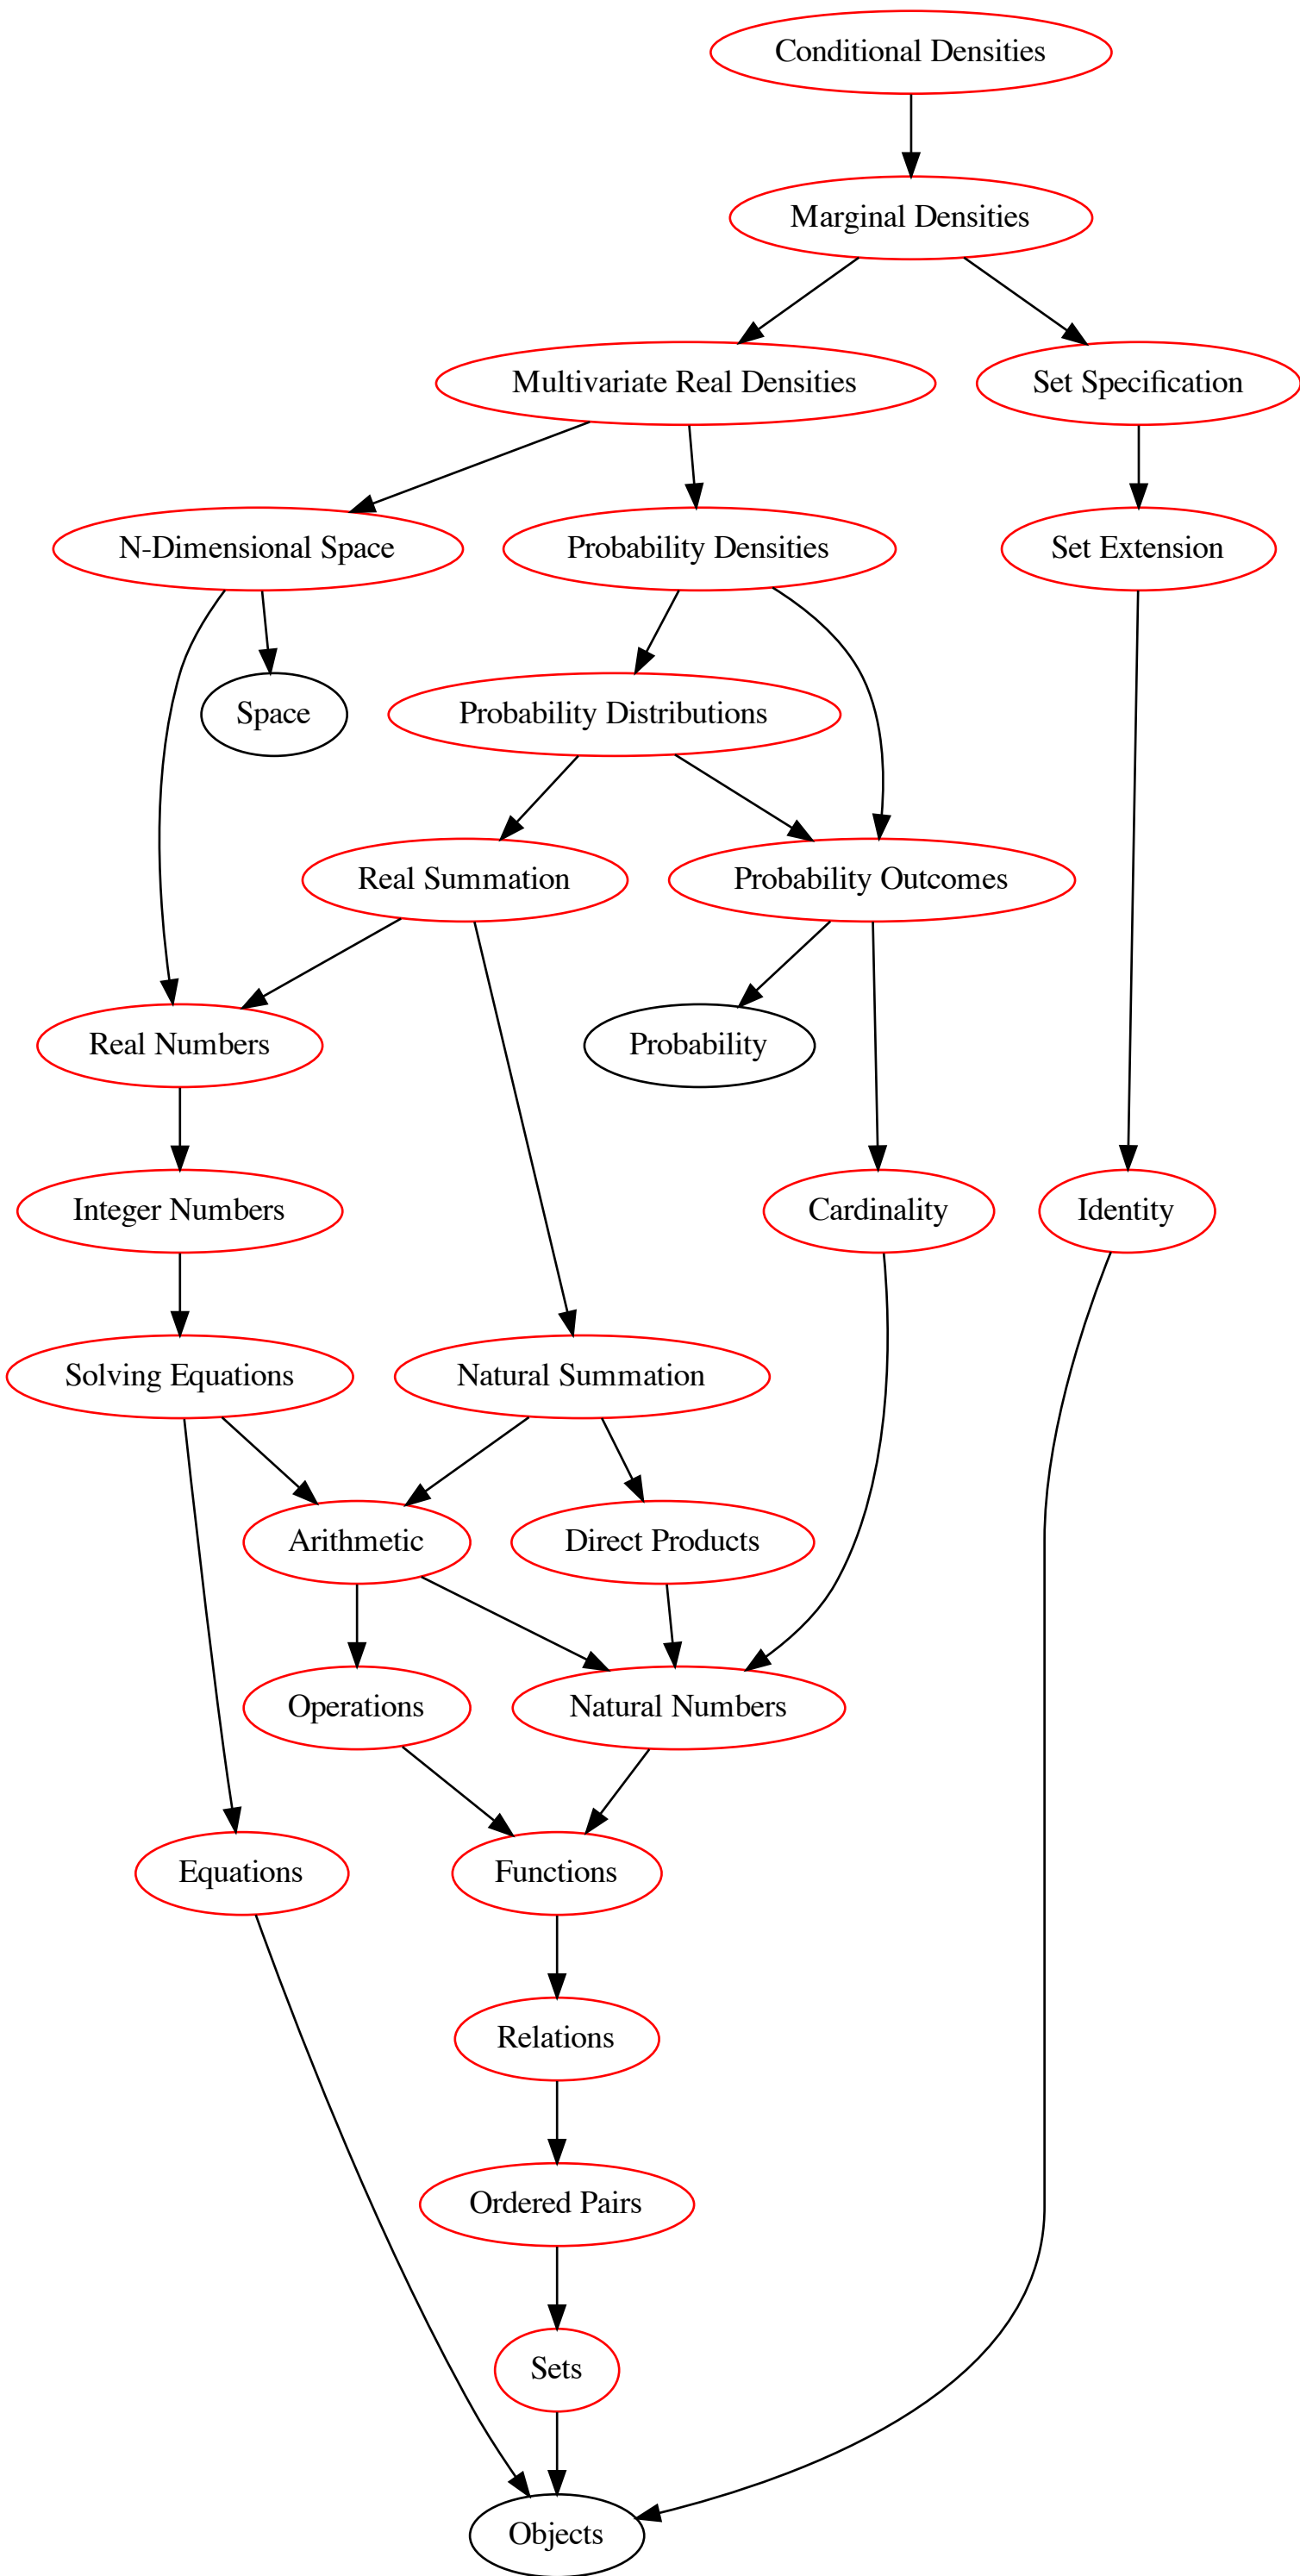 Conditional Densities
Marginal Densities
Multivariate Real Densities
Set Specification
N-Dimensional Space
Probability Densities
Set Extension
Space
Probability Distributions
Real Summation
Probability Outcomes
Real Numbers
Probability
Integer Numbers
Cardinality
Identity
Solving Equations
Natural Summation
Arithmetic
Direct Products
Operations
Natural Numbers
Equations
Functions
Relations
Ordered Pairs
Sets
Objects